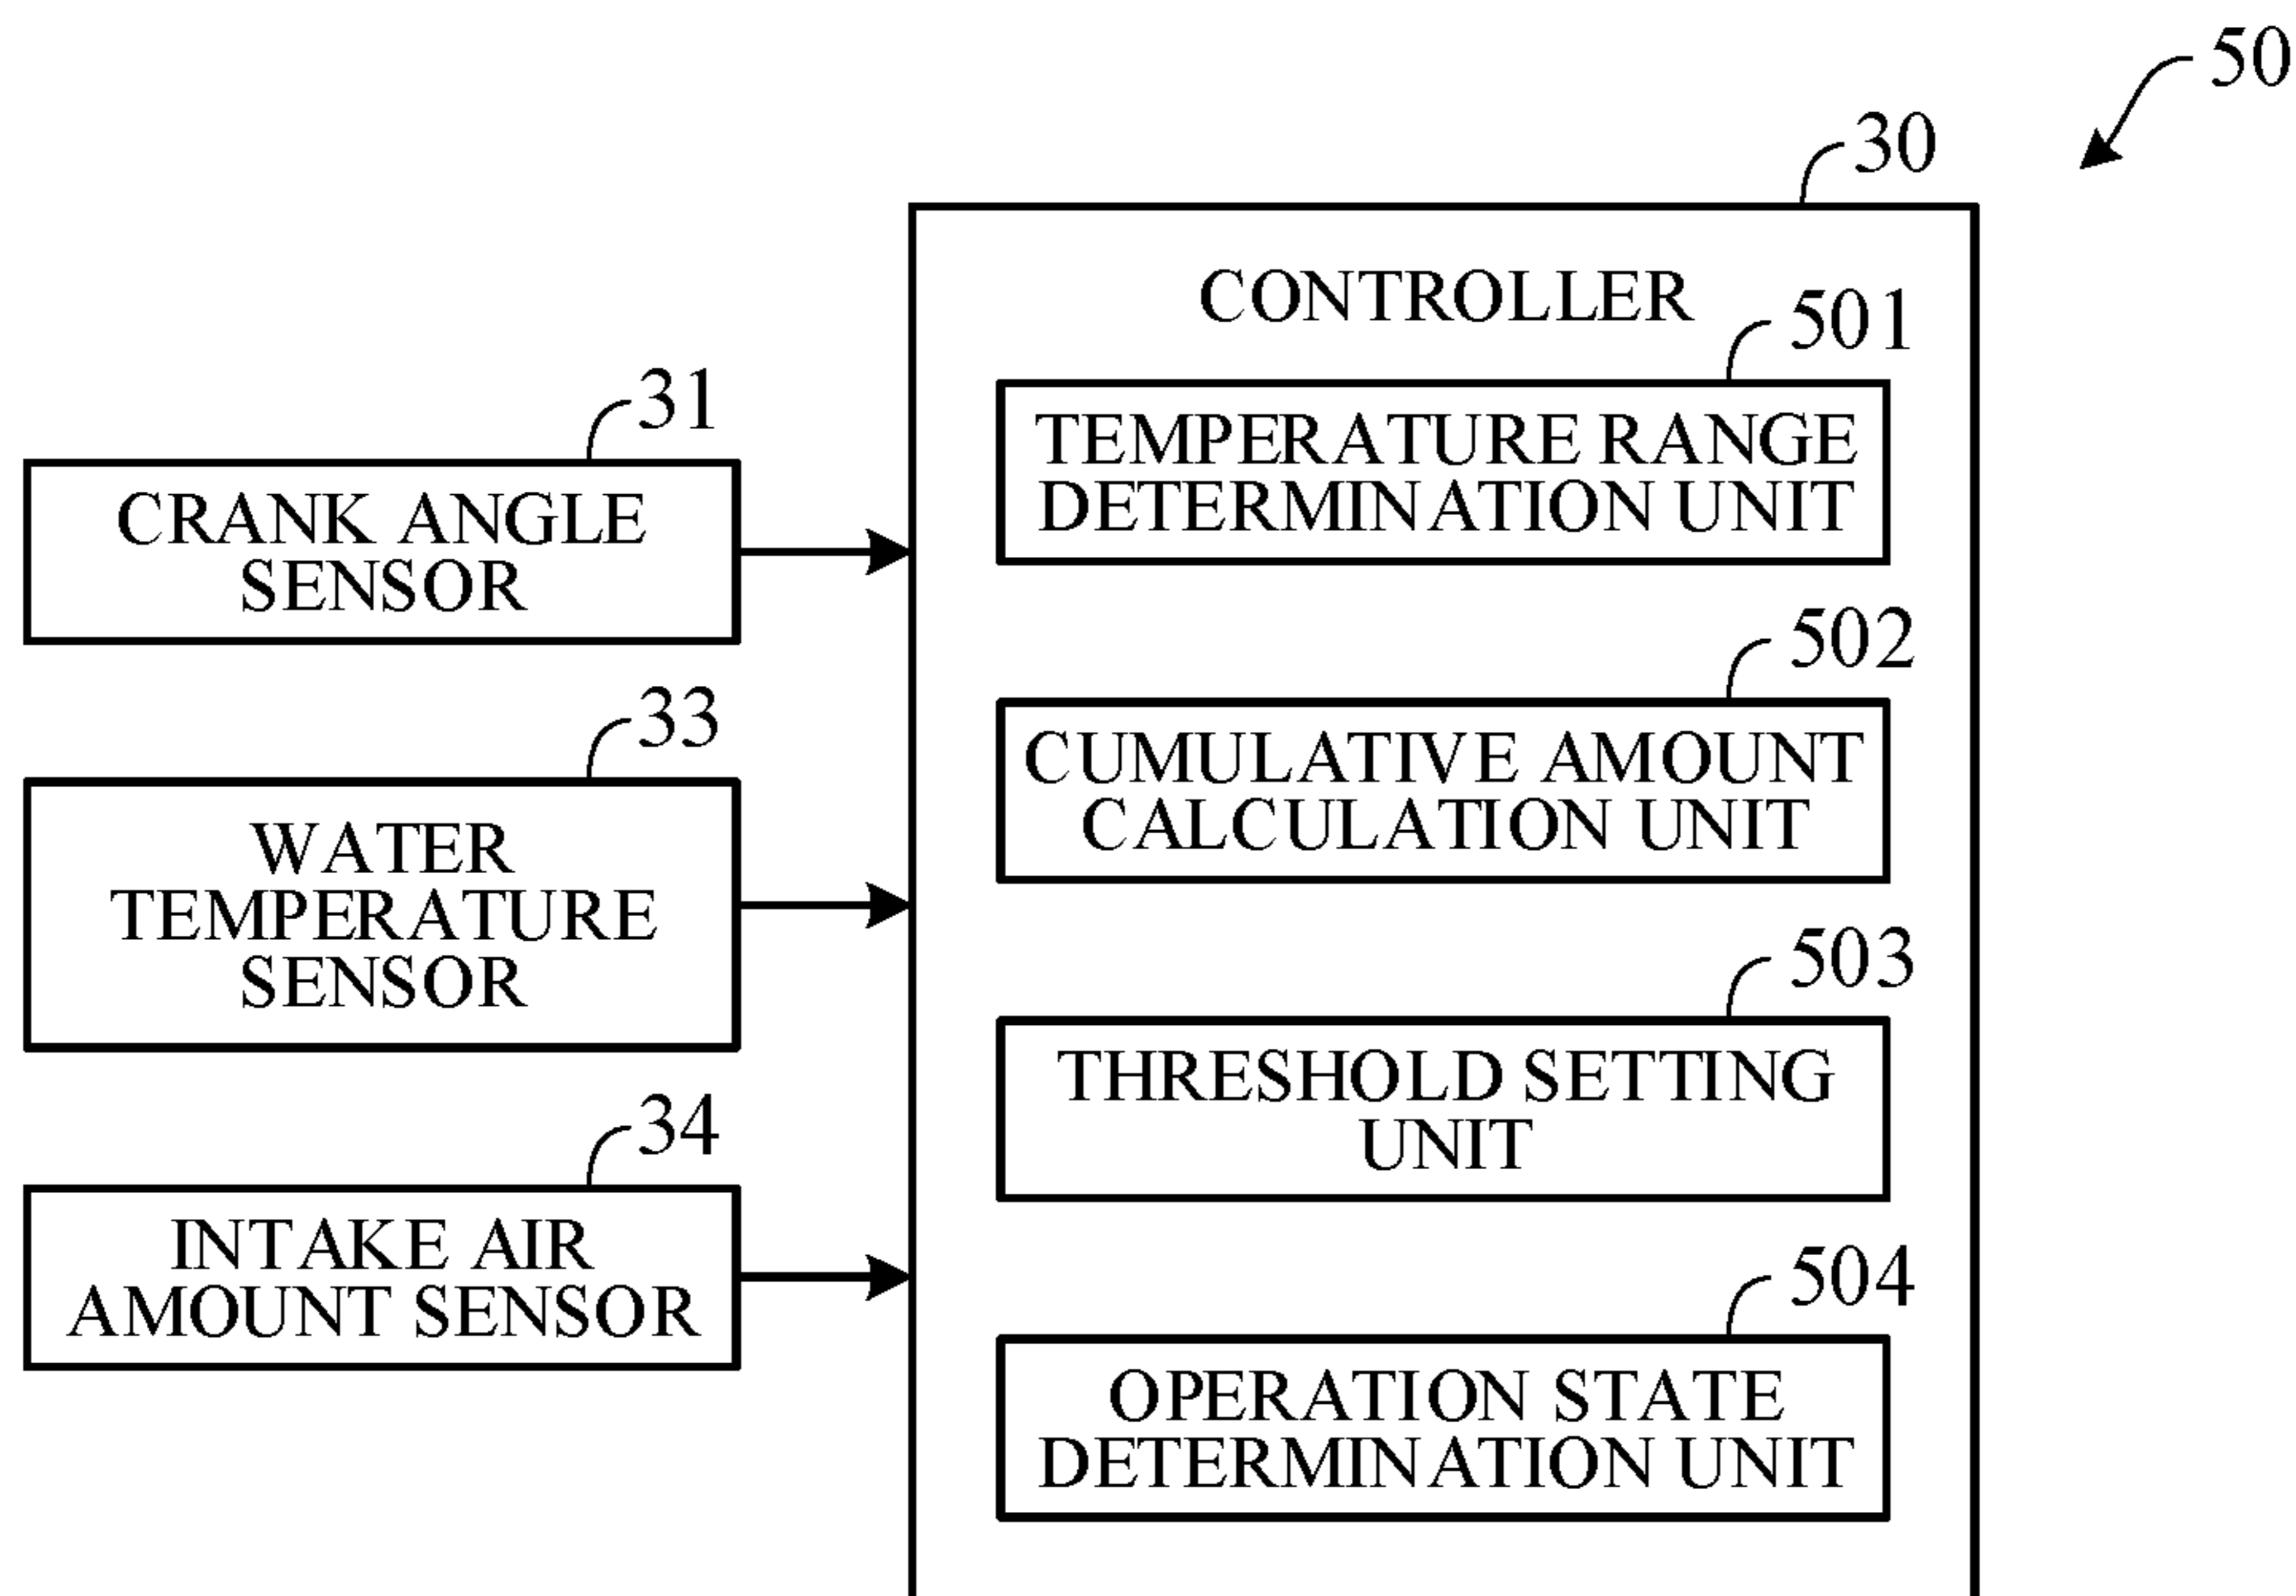 50
30
CONTROLLER
31
CRANK ANGLE
SENSOR
33
WATER
TEMPERATURE
SENSOR
34
INTAKE AIR
AMOUNT SENSOR
501
TEMPERATURE RANGE
DETERMINATION UNIT
502
CUMULATIVE AMOUNT
CALCULATION UNIT
503
THRESHOLD SETTING
UNIT
504
OPERATION STATE
DETERMINATION UNIT